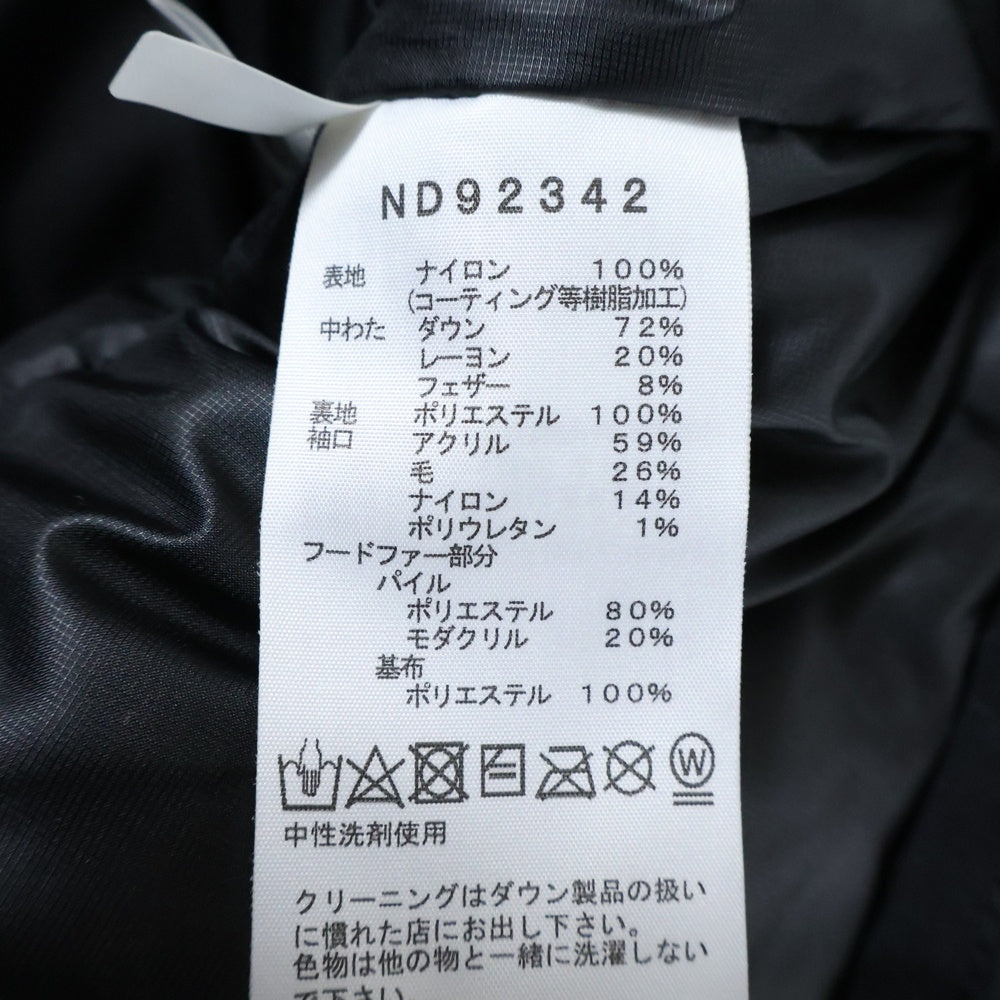 ND92342
表地 ナイロン 100%
(コーティング等樹脂加工)
中わた ダウン 72%
レーヨン 20%
フェザー 8%
裏地 ポリエステル 100%
袖口 アクリル 59%
毛 26%
ナイロン 14%
ポリウレタン 1%
フードファー部分
パイル
ポリエステル 80%
モダクリル 20%
基布
ポリエステル 100%
W
中性洗剤使用
クリーニングはダウン製品の扱い
に慣れた店にお出し下さい。
色物は他の物と一緒に洗濯しない
で下さい。